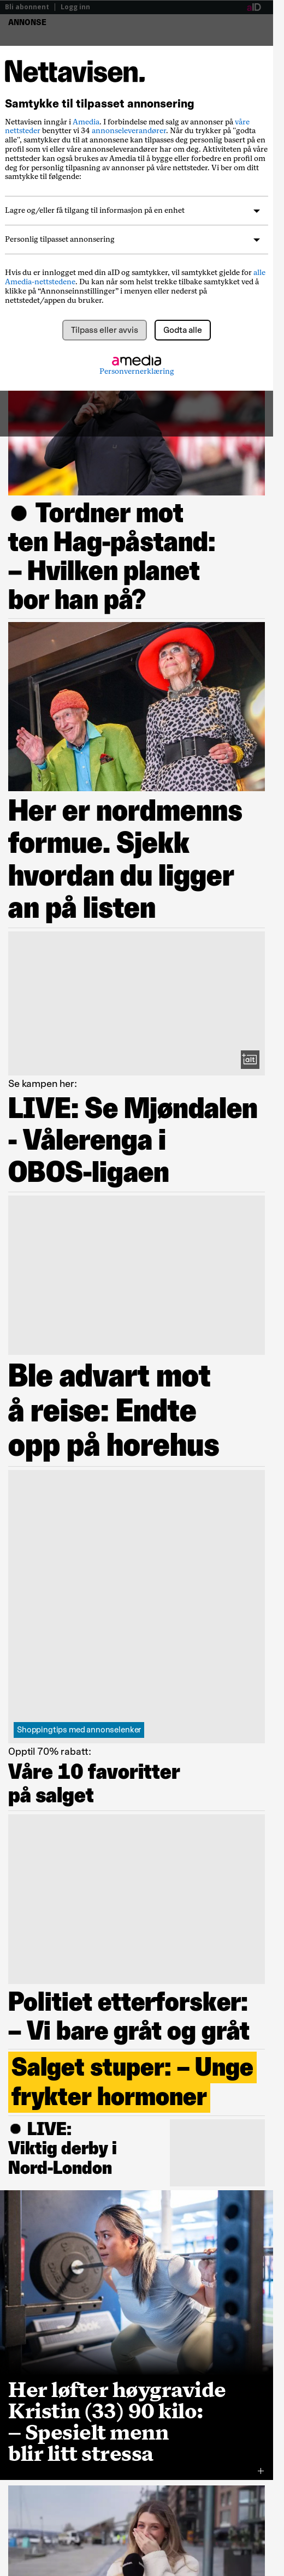 Bli abonnent | Logg inn
aID
ANNONSE
Nettavisen.
Samtykke til tilpasset annonsering
Nettavisen inngår i Amedia. I forbindelse med salg av annonser på våre
nettsteder benytter vi 34 annonseleverandører. Når du trykker på "godta
alle", samtykker du til at annonsene kan tilpasses deg personlig basert på en
profil som vi eller våre annonseleverandører har om deg. Aktiviteten på våre
nettsteder kan også brukes av Amedia til å bygge eller forbedre en profil om
deg for personlig tilpasning av annonser på våre nettsteder. Vi ber om ditt
samtykke til følgende:
Lagre og/eller få tilgang til informasjon på en enhet
Personlig tilpasset annonsering
Hvis du er innlogget med din aID og samtykker, vil samtykket gjelde for alle
Amedia-nettstedene. Du kan når som helst trekke tilbake samtykket ved å
klikke på "Annonseinnstillinger" i menyen eller nederst på
nettstedet/appen du bruker.
Tilpass eller avvis
Godta alle
amedia
Personvernerklæring
● Tordner mot
ten Hag-påstand:
– Hvilken planet
bor han på?
Her er nordmenns
formue. Sjekk
hvordan du ligger
an på listen
alt
Se kampen her:
LIVE: Se Mjøndalen
- Vålerenga i
OBOS-ligaen
Ble advart mot
å reise: Endte
opp på horehus
Shoppingtips med annonselenker
Opptil 70% rabatt:
Våre 10 favoritter
på salget
Politiet etterforsker:
– Vi bare gråt og gråt
Salget stuper: – Unge
frykter hormoner
● LIVE:
Viktig derby i
Nord-London
Her løfter høygravide
Kristin (33) 90 kilo:
– Spesielt menn
blir litt stressa
+